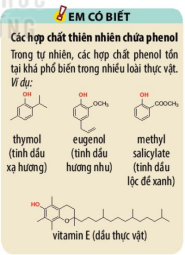 EM CÓ BIẾT
Các hợp chất thiên nhiên chứa phenol
Trong tự nhiên, các hợp chất phenol tồn
tại khá phổ biến trong nhiều loài thực vật.
Ví dụ:
OH
OH
OCH₃
OH
COOCH₃
thymol
(tinh dầu
xạ hương)
eugenol
(tinh dầu
hương nhu)
methyl
salicylate
(tinh dầu
lộc đề xanh)
HO
O
vitamin E (dầu thực vật)